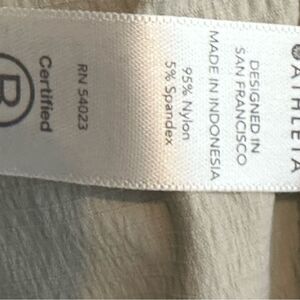 ATHLETA
DESIGNED IN
SAN FRANCISCO
MADE IN INDONESIA
95% Nylon
5% Spandex
RN 54023
Certified
B